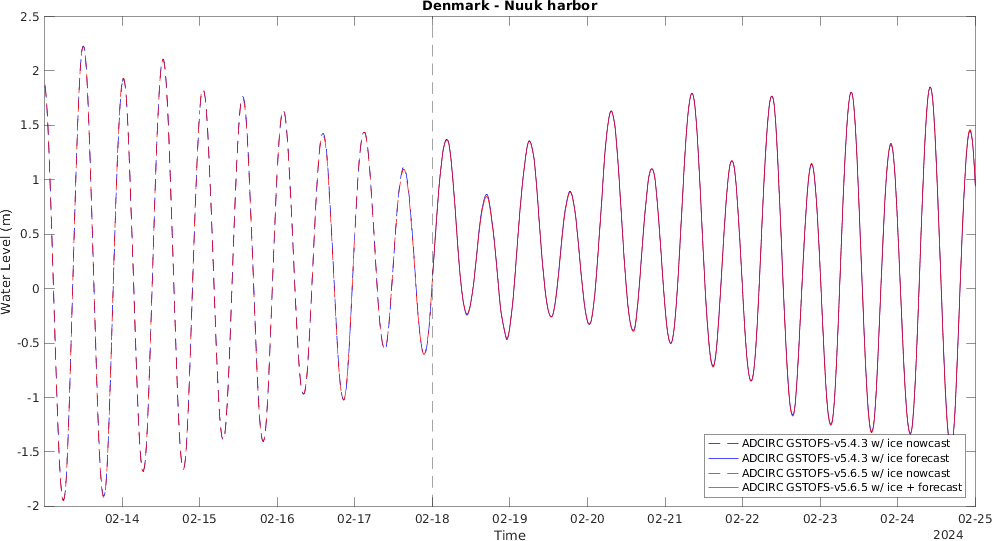 Denmark - Nuuk harbor
2.5
2
1.5
1
0.5
0
-0.5
-1
-1.5
-2
Water Level (m)
ADCIRC GSTOFS-v5.4.3 w/ ice nowcast
ADCIRC GSTOFS-v5.4.3 w/ ice forecast
ADCIRC GSTOFS-v5.6.5 w/ ice nowcast
ADCIRC GSTOFS-v5.6.5 w/ ice + forecast
02-14 02-15 02-16 02-17 02-18 02-19 02-20 02-21 02-22 02-23 02-24 02-25
Time
2024